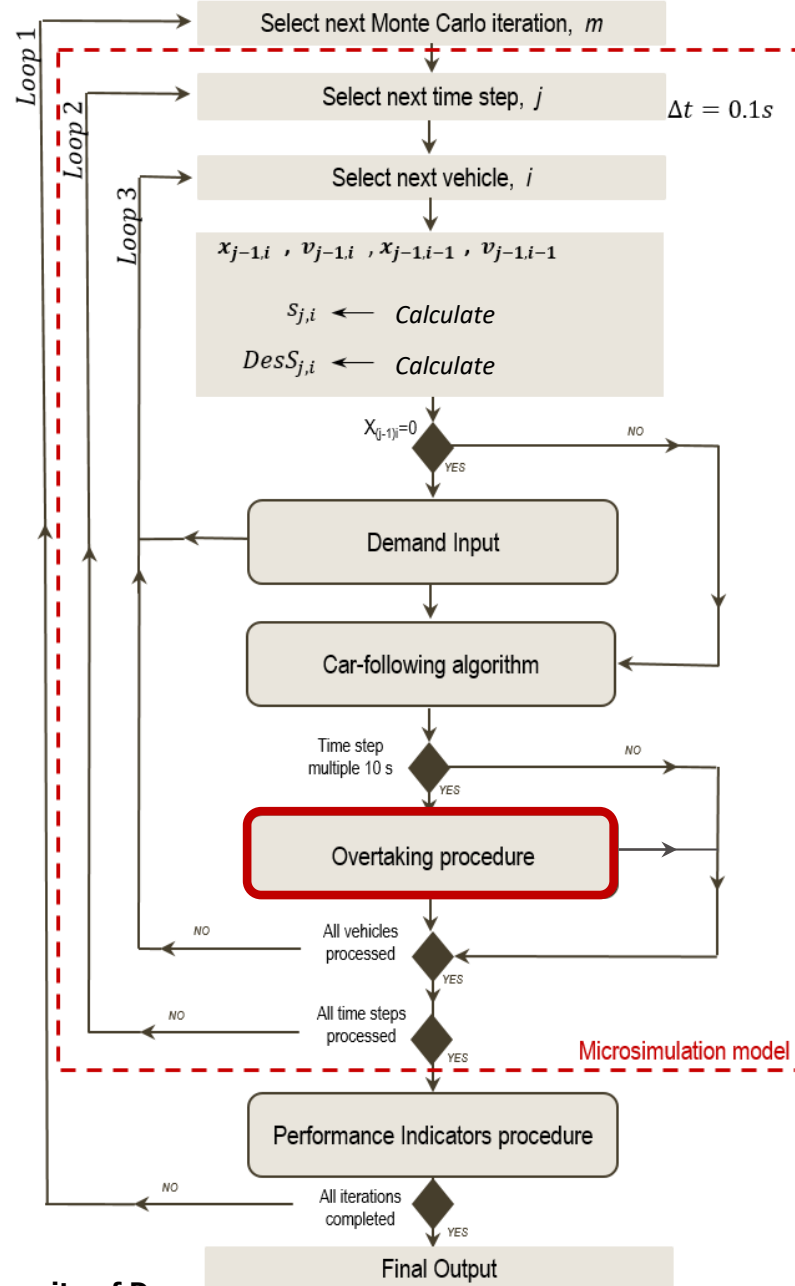 Select next Monte Carlo iteration, m
Loop 1
Select next time step, j
Δt = 0.1s
Loop 2
Select next vehicle, i
Loop 3
x_{j−1,i} , v_{j−1,i} , x_{j−1,i−1} , v_{j−1,i−1}
s_{j,i} ← Calculate
DesS_{j,i} ← Calculate
X_{(j-1)i}=0
NO
YES
Demand Input
Car-following algorithm
Time step
multiple 10 s
NO
YES
Overtaking procedure
NO
All vehicles
processed
YES
NO
All time steps
processed
YES
Microsimulation model
Performance Indicators procedure
NO
All iterations
completed
YES
Final Output